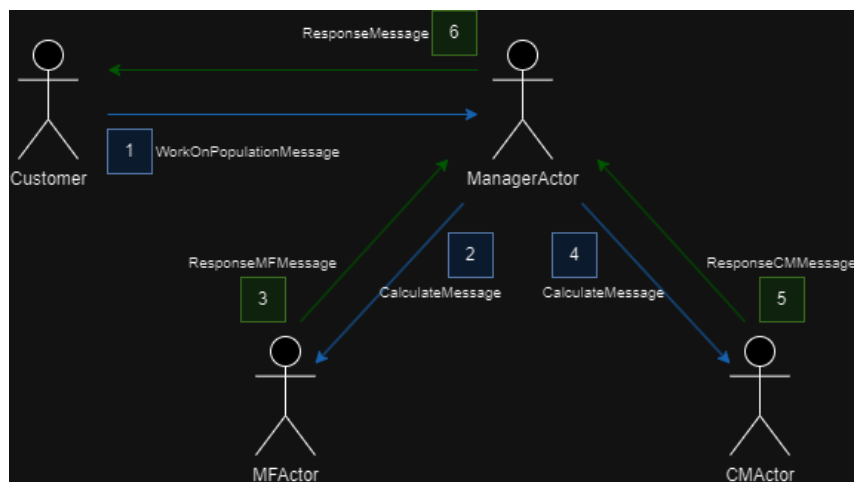 ResponseMessage
6
1
WorkOnPopulationMessage
Customer
ManagerActor
ResponseMFMessage
2
4
ResponseCMMessage
3
CalculateMessage
CalculateMessage
5
MFActor
CMActor